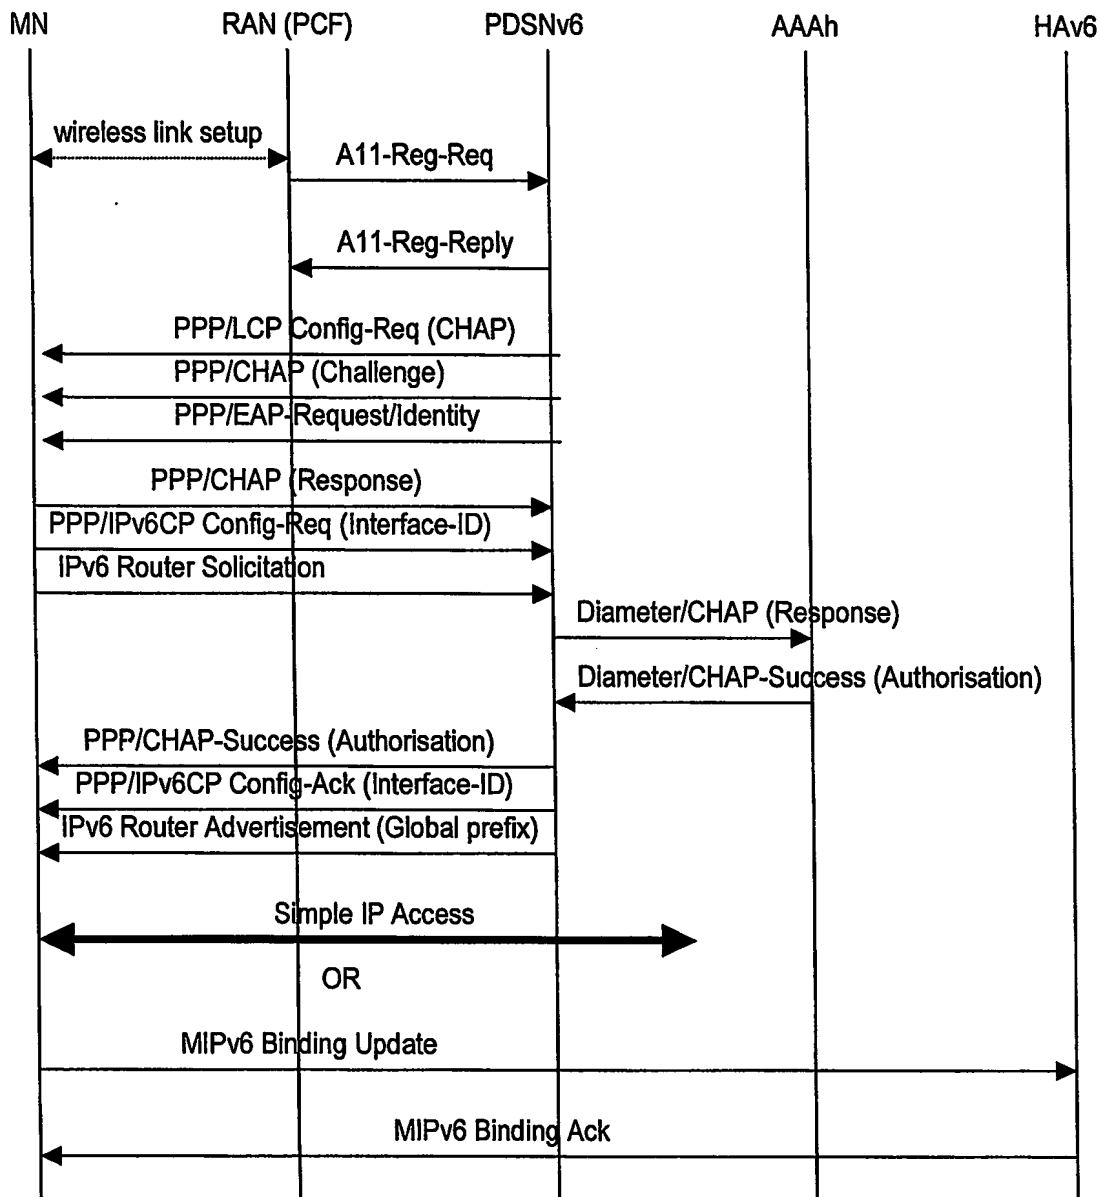 MN RAN (PCF) PDSNv6 AAAh HAv6
wireless link setup
A11-Reg-Req
A11-Reg-Reply
PPP/LCP Config-Req (CHAP)
PPP/CHAP (Challenge)
PPP/EAP-Request/Identity
PPP/CHAP (Response)
PPP/IPv6CP Config-Req (Interface-ID)
IPv6 Router Solicitation
Diameter/CHAP (Response)
Diameter/CHAP-Success (Authorisation)
PPP/CHAP-Success (Authorisation)
PPP/IPv6CP Config-Ack (Interface-ID)
IPv6 Router Advertisement (Global prefix)
Simple IP Access
OR
MIPv6 Binding Update
MIPv6 Binding Ack